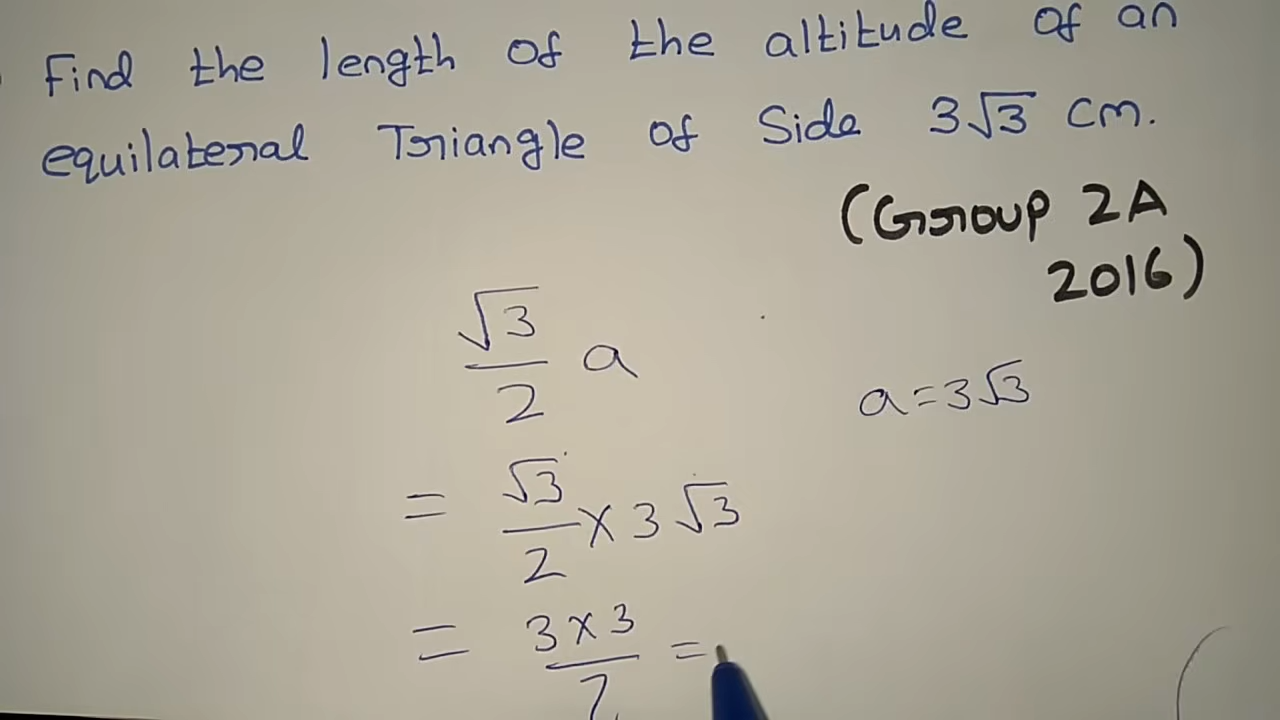 Find the length of the altitude of an
equilateral Triangle of Side 3√3 cm.
(Group 2A
2016)
√3/2 a
a=3√3
= √3/2 × 3√3
= 3×3/2 =